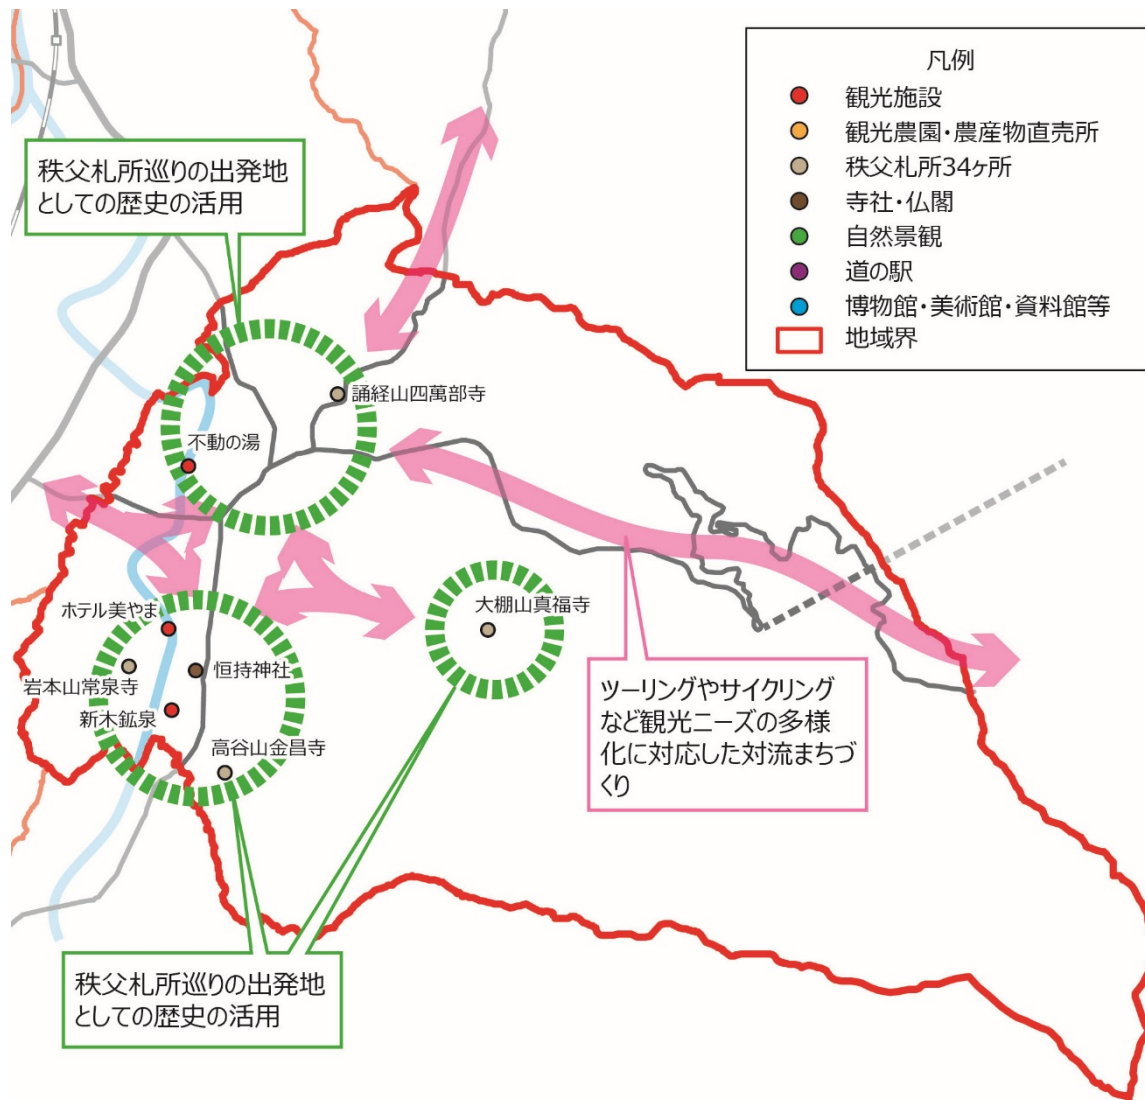 凡例
観光施設
観光農園・農産物直売所
秩父札所34ヶ所
寺社・仏閣
自然景観
道の駅
博物館・美術館・資料館等
地域界
秩父札所巡りの出発地
としての歴史の活用
誦経山四萬部寺
不動の湯
ホテル美やま
大棚山真福寺
恒持神社
岩本山常泉寺
新木鉱泉
高谷山金昌寺
ツーリングやサイクリング
など観光ニーズの多様
化に対応した対流まちづ
くり
秩父札所巡りの出発地
としての歴史の活用